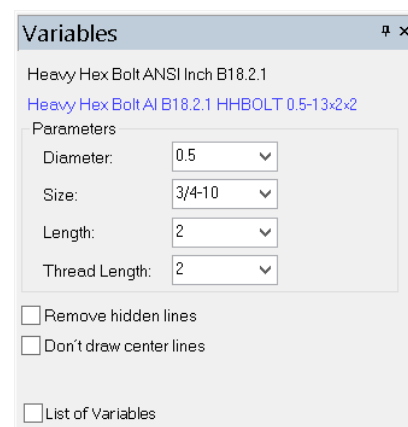 Variables
Heavy Hex Bolt ANSI Inch B18.2.1
Heavy Hex Bolt AI B18.2.1 HHBOLT 0.5-13x2x2
Parameters
Diameter: 0.5
Size: 3/4-10
Length: 2
Thread Length: 2
Remove hidden lines
Don´t draw center lines
List of Variables